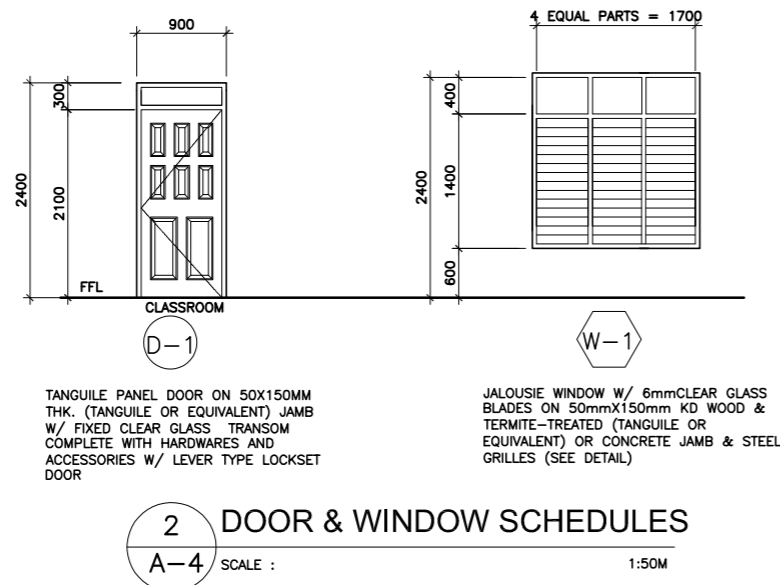 900
300
2100
2400
FFL
CLASSROOM
D-1
TANGUILE PANEL DOOR ON 50X150MM
THK. (TANGUILE OR EQUIVALENT) JAMB
W/ FIXED CLEAR GLASS TRANSOM
COMPLETE WITH HARDWARES AND
ACCESSORIES W/ LEVER TYPE LOCKSET
DOOR
4 EQUAL PARTS = 1700
400
1400
2400
600
W-1
JALOUSIE WINDOW W/ 6mmCLEAR GLASS
BLADES ON 50mmX150mm KD WOOD &
TERMITE-TREATED (TANGUILE OR
EQUIVALENT) OR CONCRETE JAMB & STEEL
GRILLES (SEE DETAIL)
2
A-4
DOOR & WINDOW SCHEDULES
SCALE :
1:50M